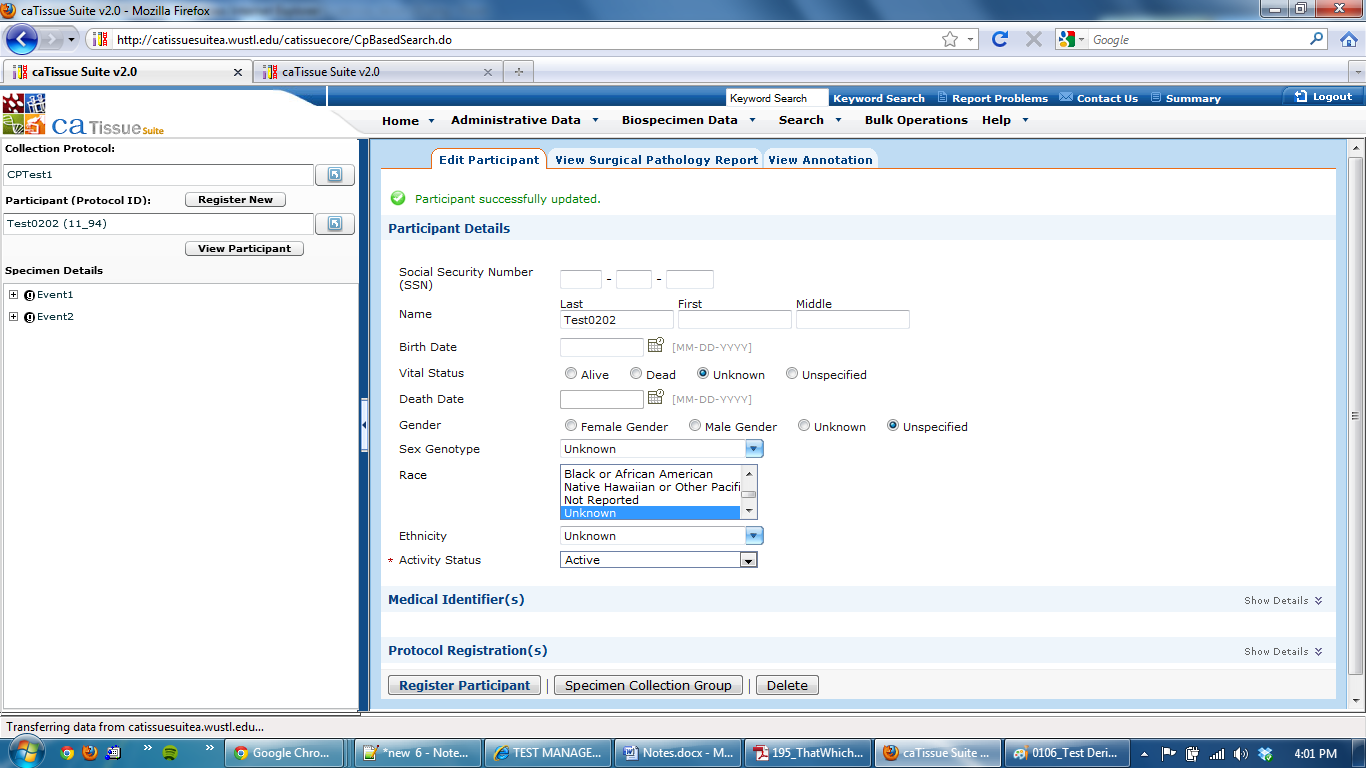 caTissue Suite v2.0 - Mozilla Firefox
http://catissuesuitea.wustl.edu/catissuecore/CpBasedSearch.do
Google
caTissue Suite v2.0
caTissue Suite v2.0
Keyword Search
Keyword Search
Report Problems
Contact Us
Summary
Logout
ca Tissue Suite
Home
Administrative Data
Biospecimen Data
Search
Bulk Operations
Help
Collection Protocol:
CPTest1
Participant (Protocol ID):
Register New
Test0202 (11_94)
View Participant
Specimen Details
Event1
Event2
Edit Participant
View Surgical Pathology Report
View Annotation
Participant successfully updated.
Participant Details
Social Security Number
(SSN)
- -
Last First Middle
Name
Test0202
Birth Date [MM-DD-YYYY]
Vital Status Alive Dead Unknown Unspecified
Death Date [MM-DD-YYYY]
Gender Female Gender Male Gender Unknown Unspecified
Sex Genotype Unknown
Race
Black or African American
Native Hawaiian or Other Pacifi
Not Reported
Unknown
Ethnicity Unknown
* Activity Status Active
Medical Identifier(s) Show Details
Protocol Registration(s) Show Details
Register Participant | Specimen Collection Group | Delete
Transferring data from catissuesuitea.wustl.edu...
Google Chro...
*new 6 - Note...
TEST MANAGE...
Notes.docx - M...
195_ThatWhich...
caTissue Suite ...
0106_Test Deri...
4:01 PM